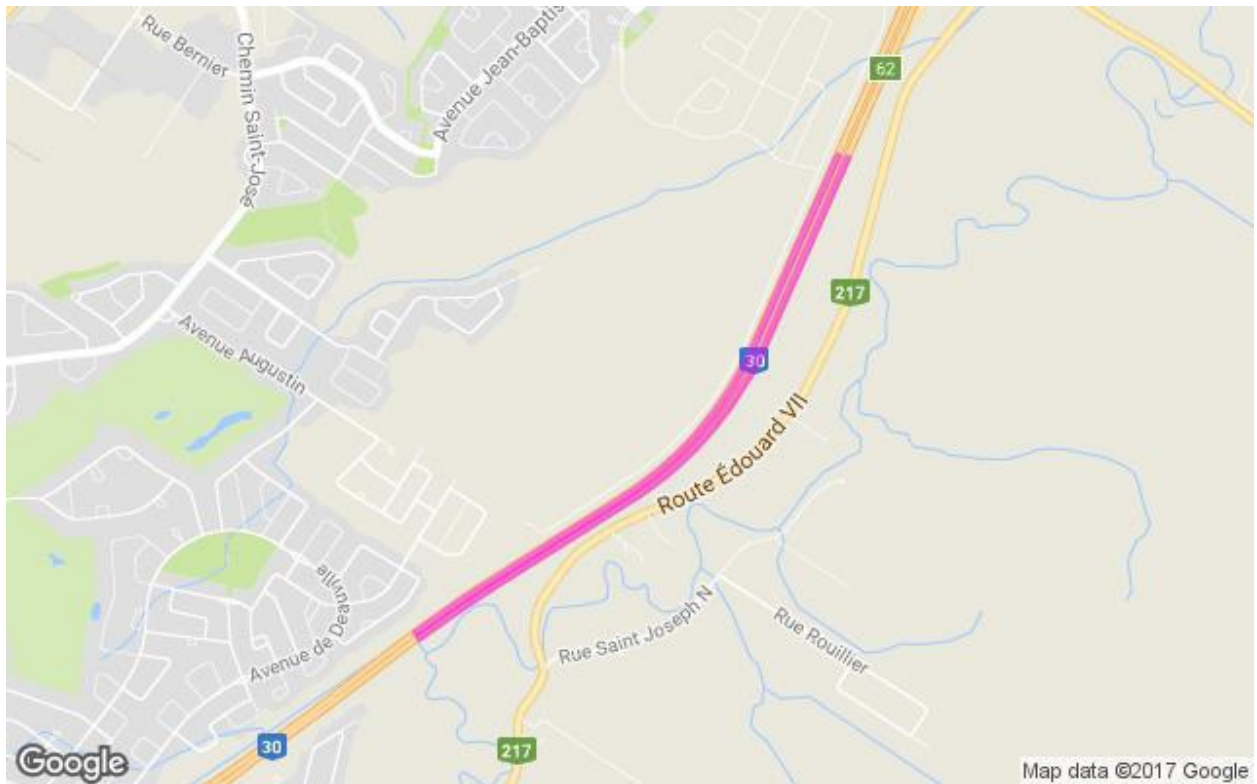 Rue Bernier
Chemin Saint-José
Avenue Jean-Baptis
62
217
Avenue Augustin
30
Route Édouard VII
Avenue de Deauville
Rue Saint Joseph N
Rue Rouillier
30
217
Google
Map data ©2017 Google